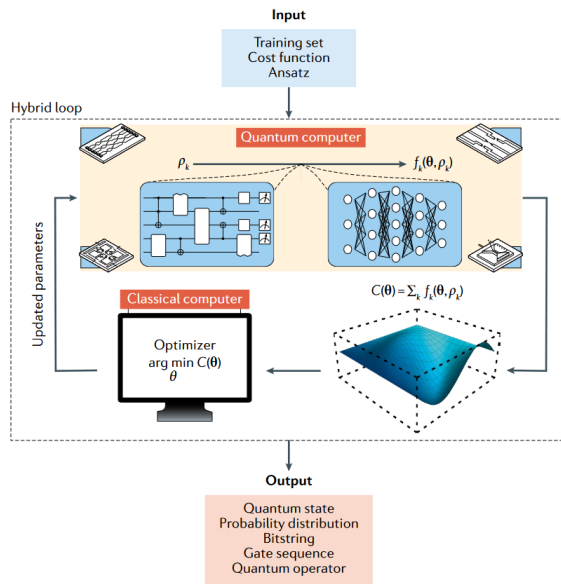 Input
Training set
Cost function
Ansatz
Hybrid loop
Quantum computer
ρₖ
fₖ(θ, ρₖ)
Updated parameters
C(θ) = Σₖ fₖ(θ, ρₖ)
Classical computer
Optimizer
arg min C(θ)
θ
Output
Quantum state
Probability distribution
Bitstring
Gate sequence
Quantum operator